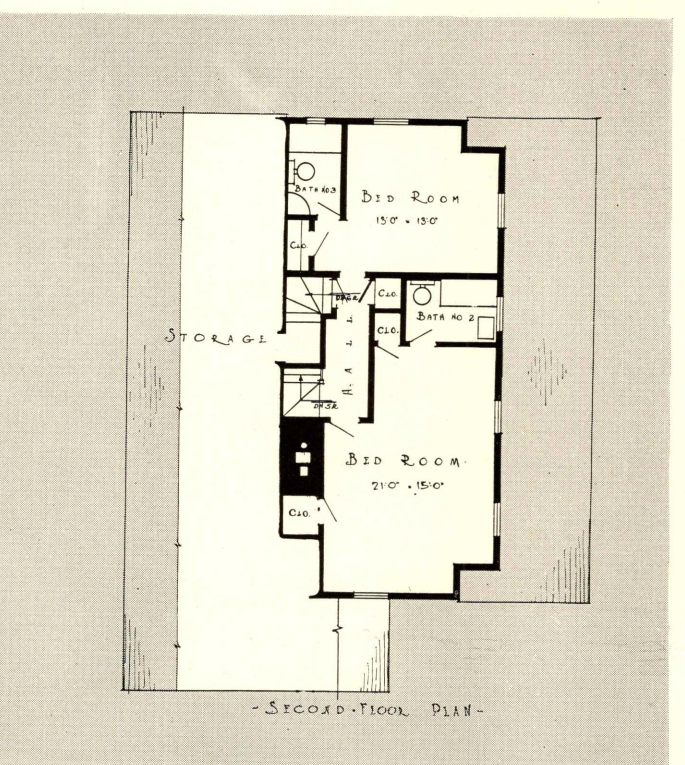 BATH NO 3
BED ROOM
13'-0" × 13'-0"
CLO.
CLO.
BATH NO 2
CLO.
STORAGE
HALL
BED ROOM.
21'-0" × 15'-0"
CLO.
- SECOND · FLOOR PLAN -